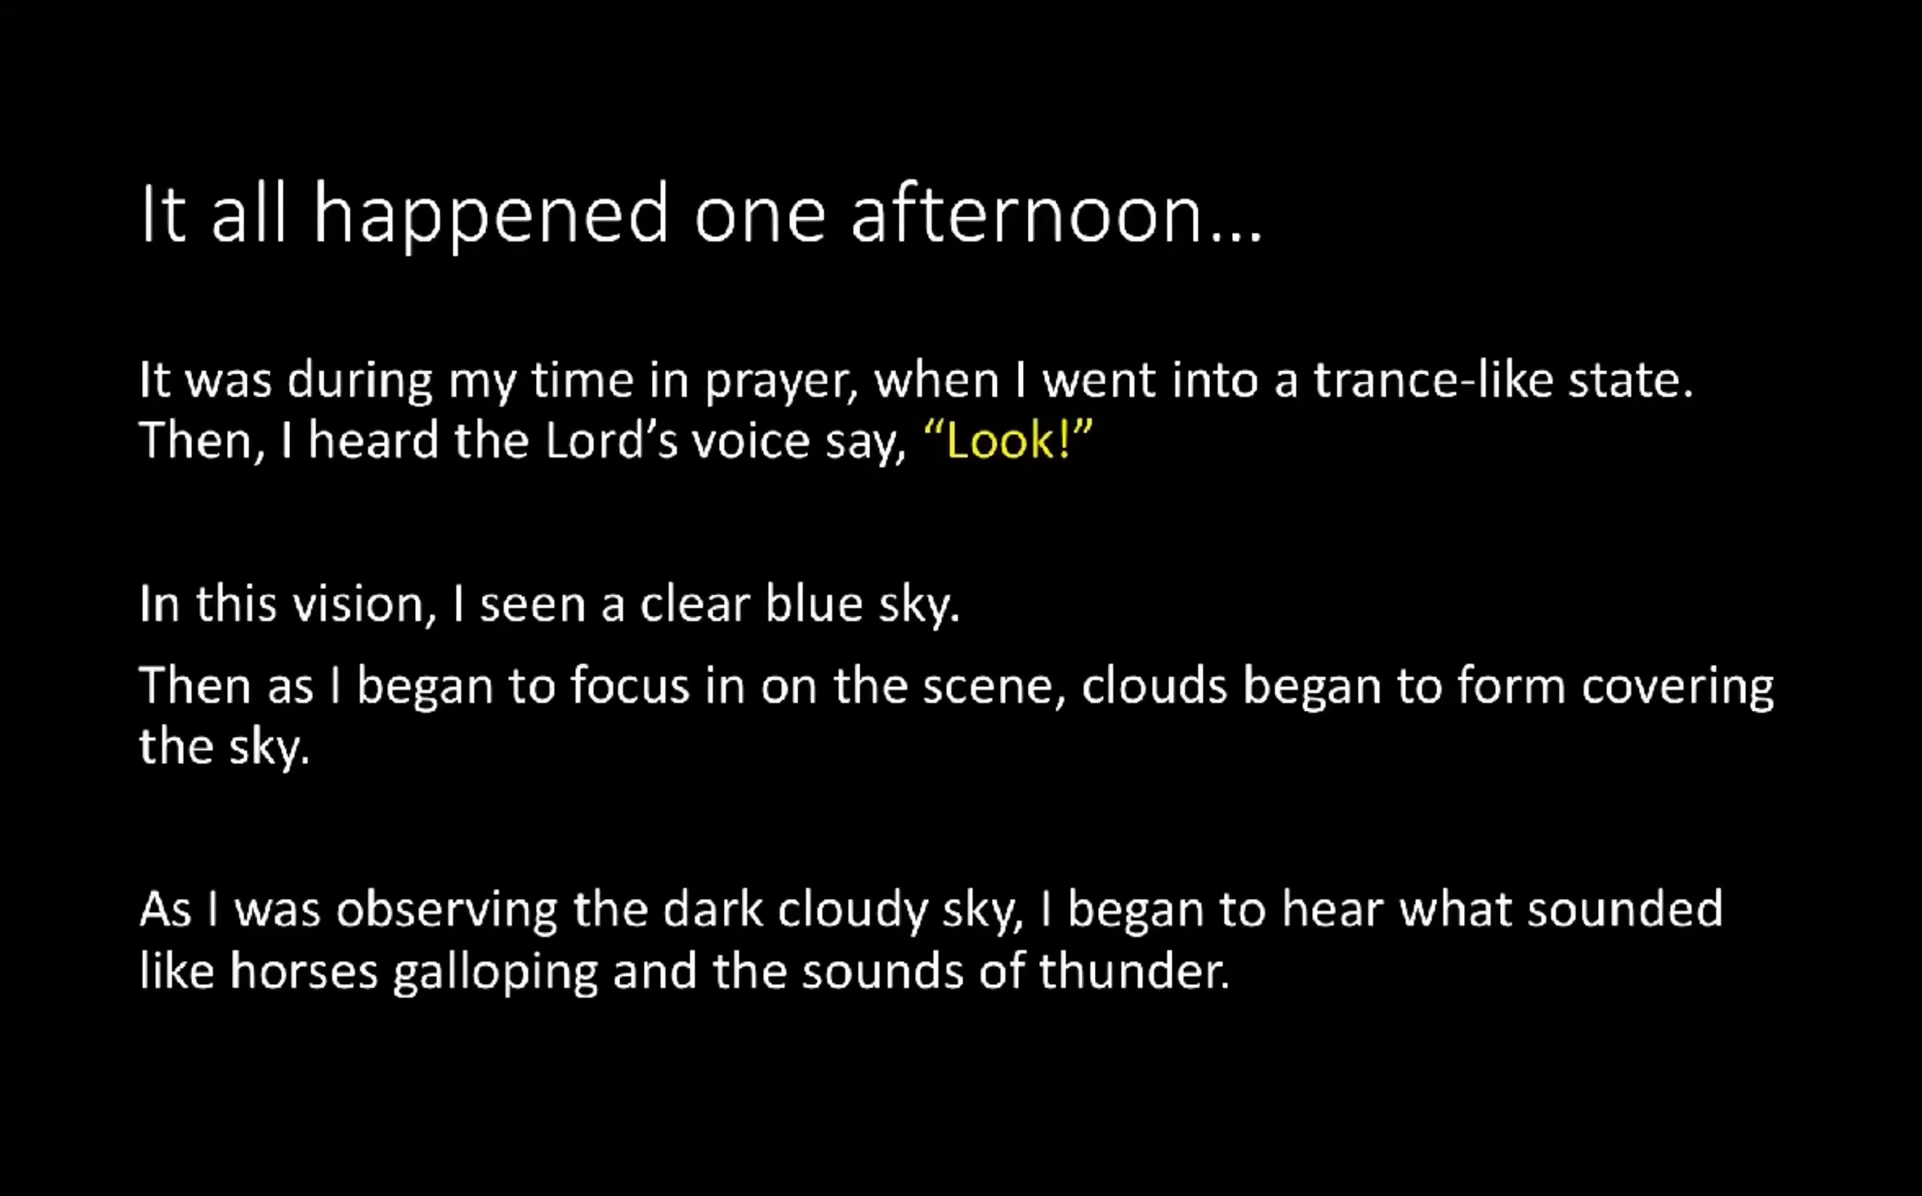 It all happened one afternoon...
It was during my time in prayer, when I went into a trance-like state.
Then, I heard the Lord’s voice say, “Look!”
In this vision, I seen a clear blue sky.
Then as I began to focus in on the scene, clouds began to form covering
the sky.
As I was observing the dark cloudy sky, I began to hear what sounded
like horses galloping and the sounds of thunder.